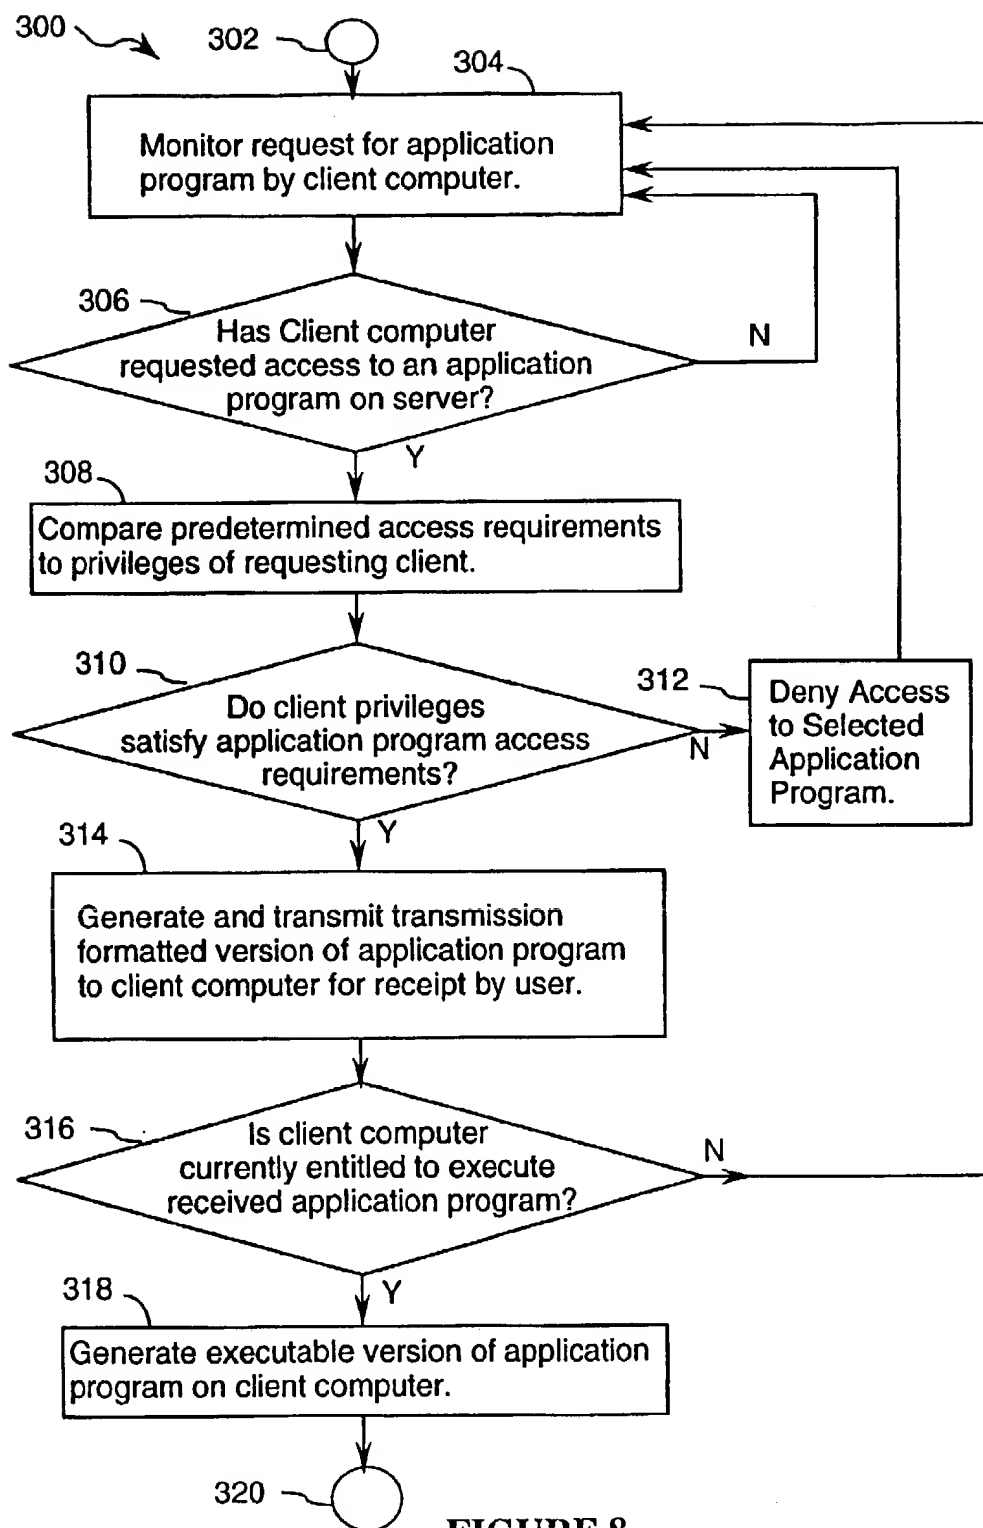 300
302
304
Monitor request for application
program by client computer.
306
Has Client computer
requested access to an application
program on server?
N
Y
308
Compare predetermined access requirements
to privileges of requesting client.
310
Do client privileges
satisfy application program access
requirements?
N
312
Deny Access
to Selected
Application
Program.
Y
314
Generate and transmit transmission
formatted version of application program
to client computer for receipt by user.
316
Is client computer
currently entitled to execute
received application program?
N
Y
318
Generate executable version of application
program on client computer.
320
FIGURE 8